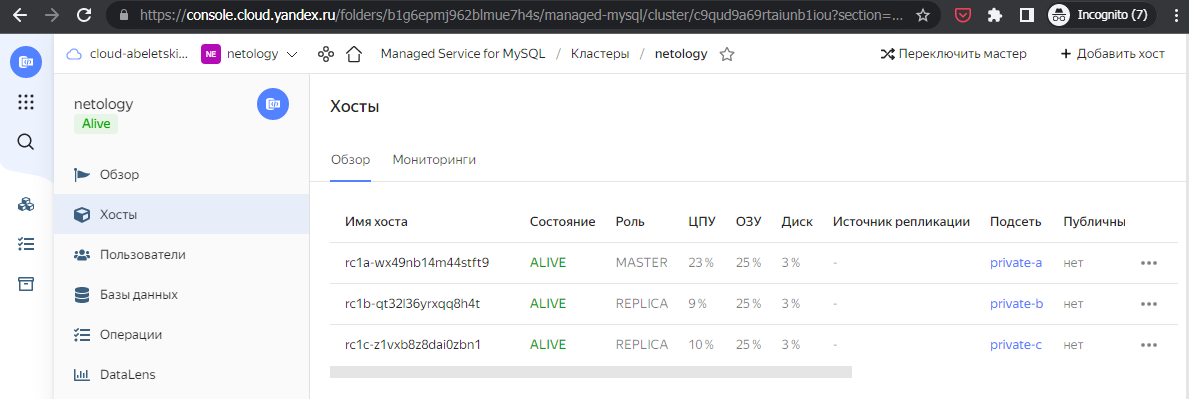 https://console.cloud.yandex.ru/folders/b1g6epmj962blmue7h4s/managed-mysql/cluster/c9qud9a69rtaiunb1iou?section=... Incognito (7)
cloud-abeletski... NE netology Managed Service for MySQL / Кластеры / netology Переключить мастер + Добавить хост
netology
Alive
Обзор
Хосты
Пользователи
Базы данных
Операции
DataLens
Хосты
Обзор Мониторинги
Имя хоста Состояние Роль ЦПУ ОЗУ Диск Источник репликации Подсеть Публичны
rc1a-wx49nb14m44stft9 ALIVE MASTER 23 % 25 % 3 % - private-a нет
rc1b-qt32l36yrxqq8h4t ALIVE REPLICA 9 % 25 % 3 % - private-b нет
rc1c-z1vxb8z8dai0zbn1 ALIVE REPLICA 10 % 25 % 3 % - private-c нет